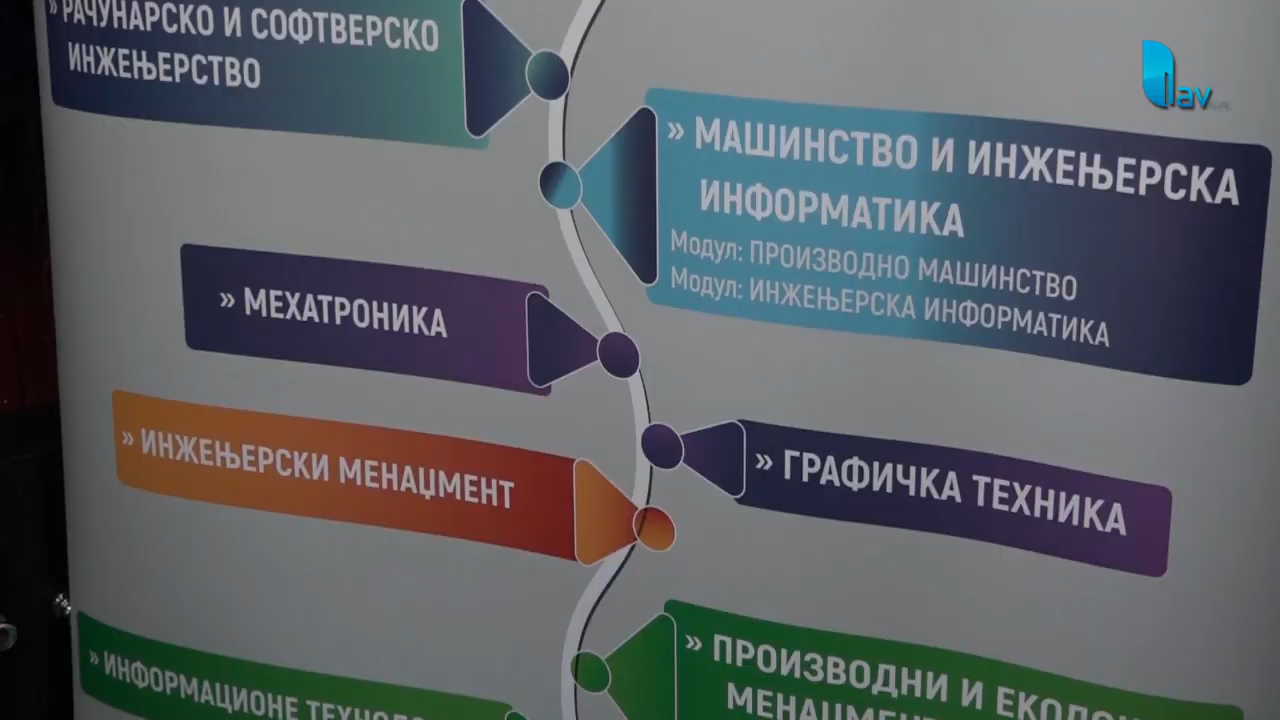 » РАЧУНАРСКО И СОФТВЕРСКО
ИНЖЕЊЕРСТВО
» МАШИНСТВО И ИНЖЕЊЕРСКА
ИНФОРМАТИКА
Модул: ПРОИЗВОДНО МАШИНСТВО
Модул: ИНЖЕЊЕРСКА ИНФОРМАТИКА
» МЕХАТРОНИКА
» ИНЖЕЊЕРСКИ МЕНАЏМЕНТ
» ГРАФИЧКА ТЕХНИКА
» ИНФОРМАЦИОНЕ
» ПРОИЗВОДНИ И
av